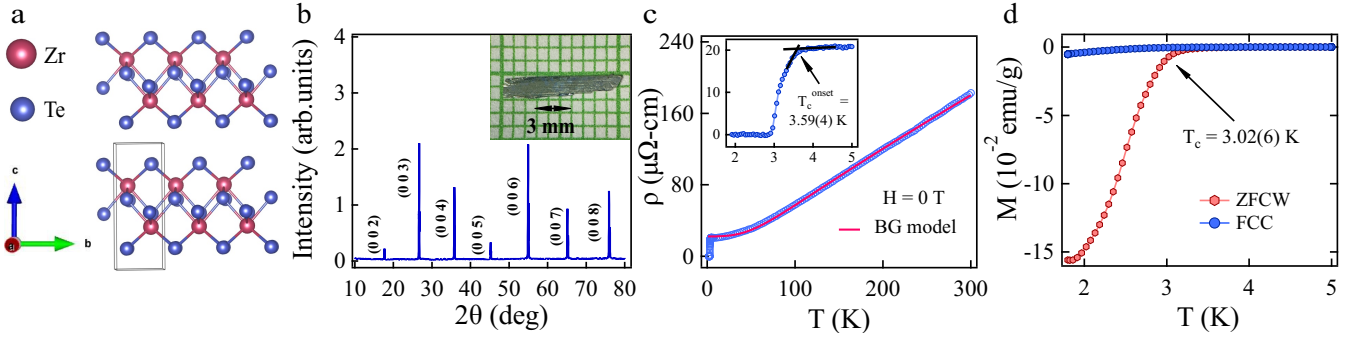 a
Zr
Te
c
a
b
b
Intensity (arb.units)
4
3
2
1
0
(0 0 2)
(0 0 3)
(0 0 4)
(0 0 5)
(0 0 6)
(0 0 7)
(0 0 8)
3 mm
10 20 30 40 50 60 70 80
2θ (deg)
c
ρ (μΩ-cm)
240
160
80
0
20
10
0
T_c^onset =
3.59(4) K
2 3 4 5
H = 0 T
BG model
0 100 200 300
T (K)
d
M (10⁻² emu/g)
0
-5
-10
-15
T_c = 3.02(6) K
ZFCW
FCC
2 3 4 5
T (K)